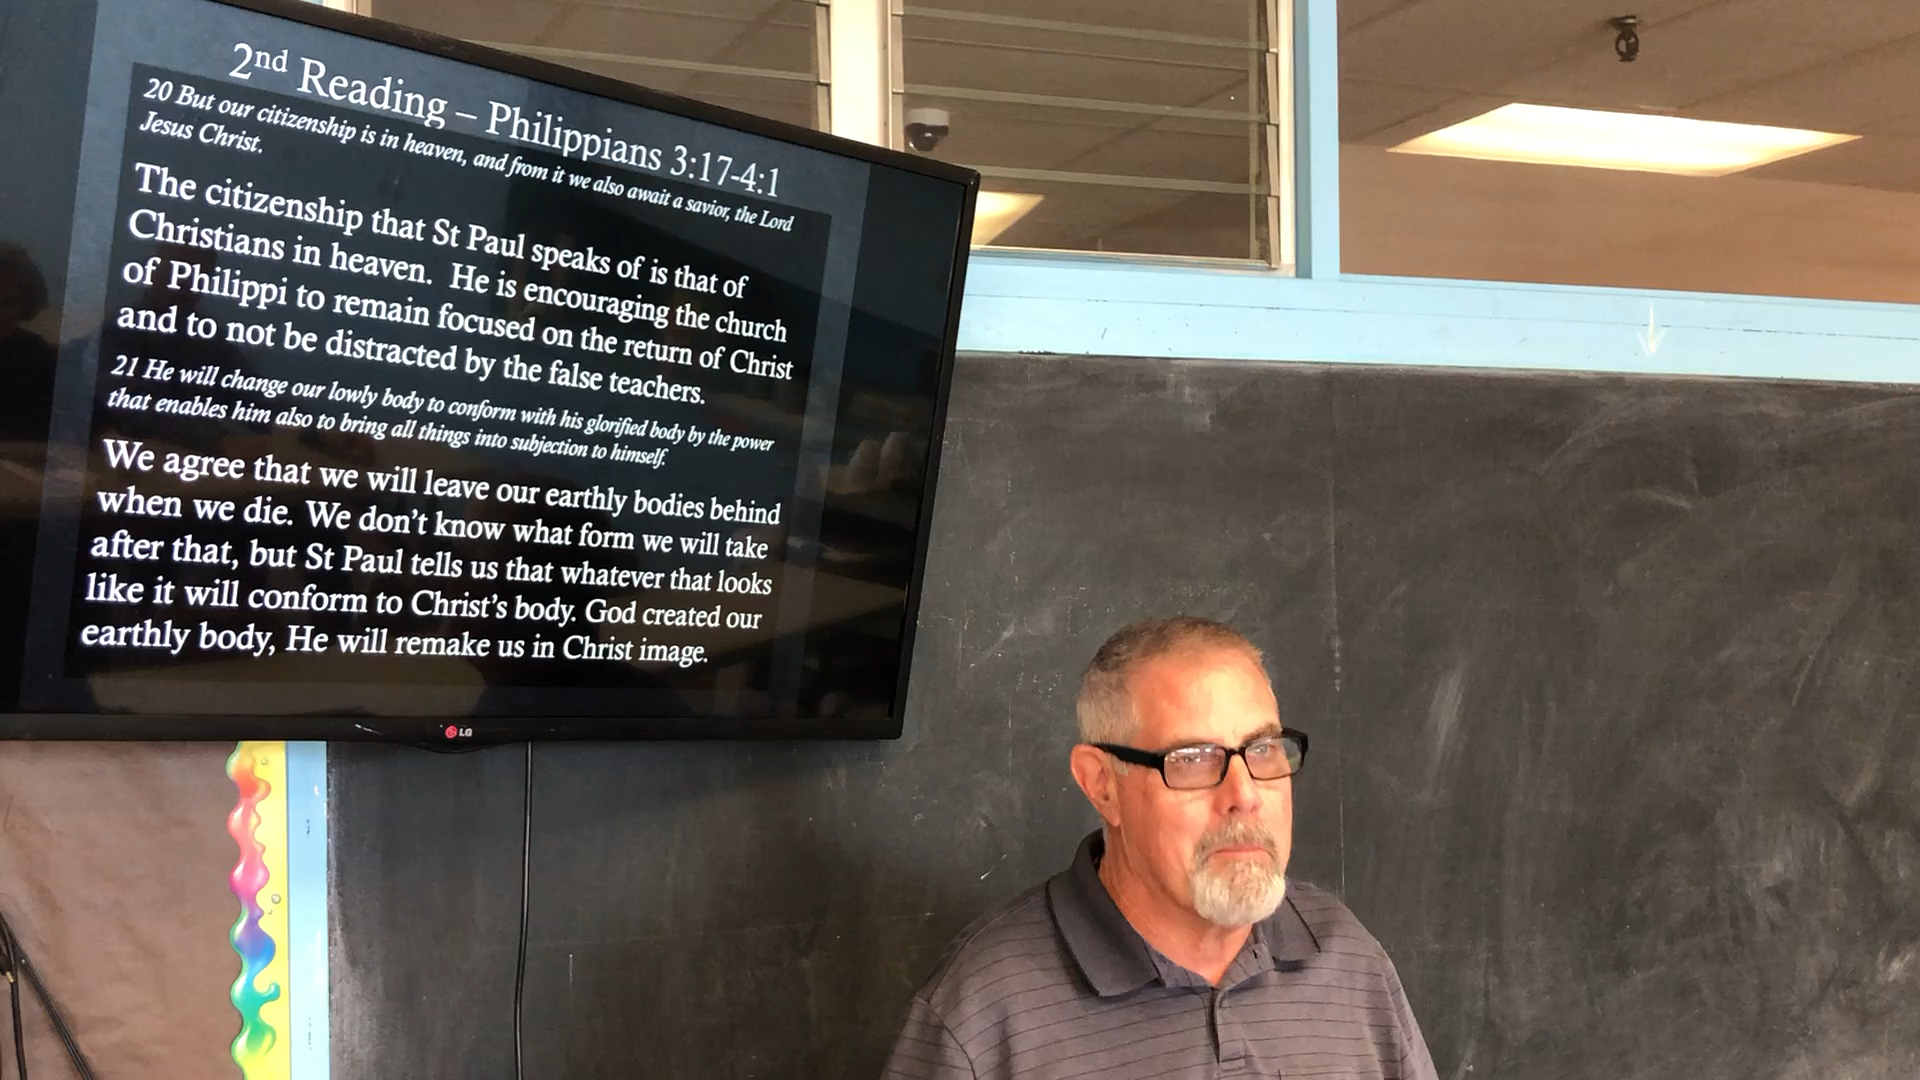 2nd Reading – Philippians 3:17-4:1
20 But our citizenship is in heaven, and from it we also await a savior, the Lord
Jesus Christ.
The citizenship that St Paul speaks of is that of
Christians in heaven. He is encouraging the church
of Philippi to remain focused on the return of Christ
and to not be distracted by the false teachers.
21 He will change our lowly body to conform with his glorified body by the power
that enables him also to bring all things into subjection to himself.
We agree that we will leave our earthly bodies behind
when we die. We don't know what form we will take
after that, but St Paul tells us that whatever that looks
like it will conform to Christ's body. God created our
earthly body, He will remake us in Christ image.
LG